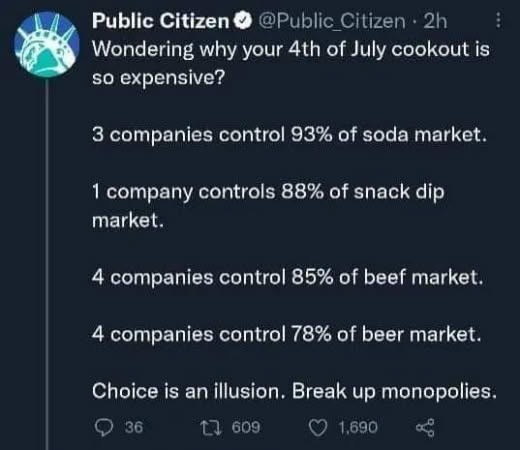 Public Citizen @Public_Citizen · 2h
Wondering why your 4th of July cookout is
so expensive?
3 companies control 93% of soda market.
1 company controls 88% of snack dip
market.
4 companies control 85% of beef market.
4 companies control 78% of beer market.
Choice is an illusion. Break up monopolies.
36 609 1,690